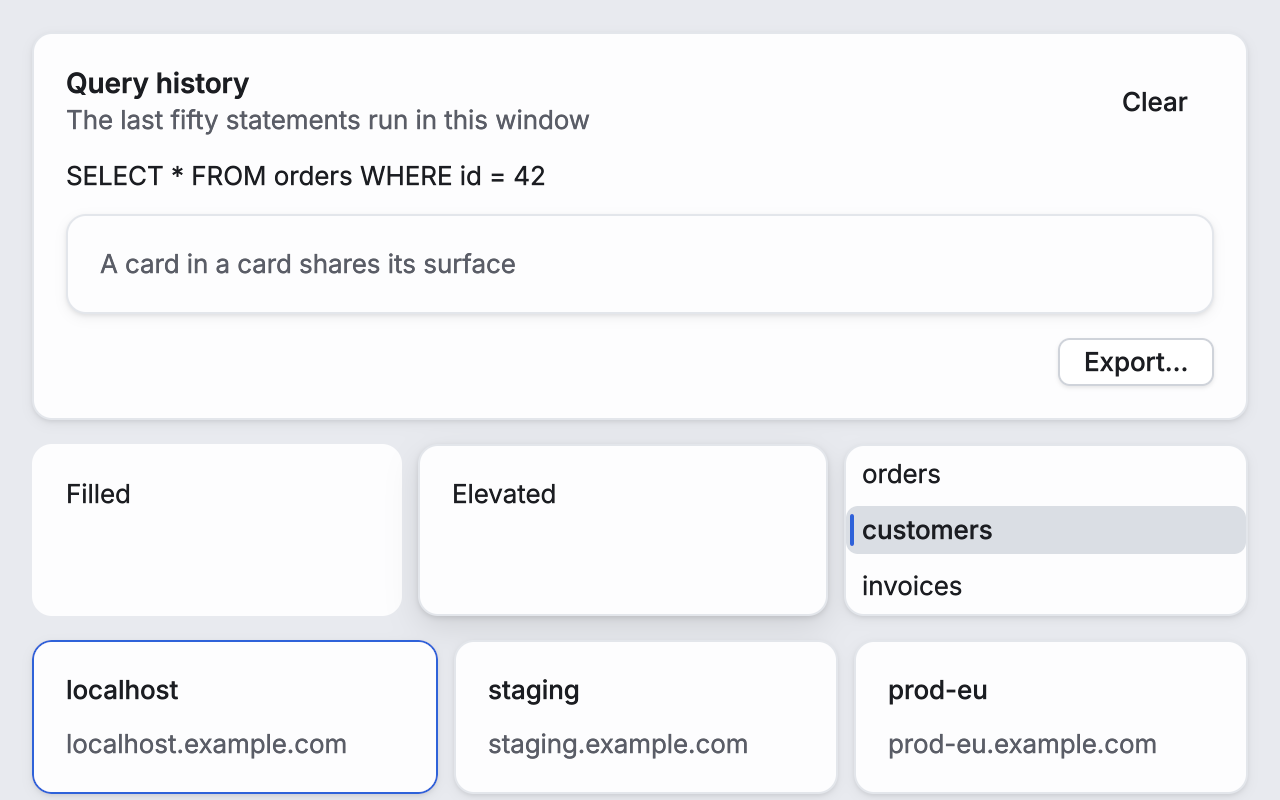 Query history
The last fifty statements run in this window
Clear
SELECT * FROM orders WHERE id = 42
A card in a card shares its surface
Export...
Filled
Elevated
orders
customers
invoices
localhost
localhost.example.com
staging
staging.example.com
prod-eu
prod-eu.example.com